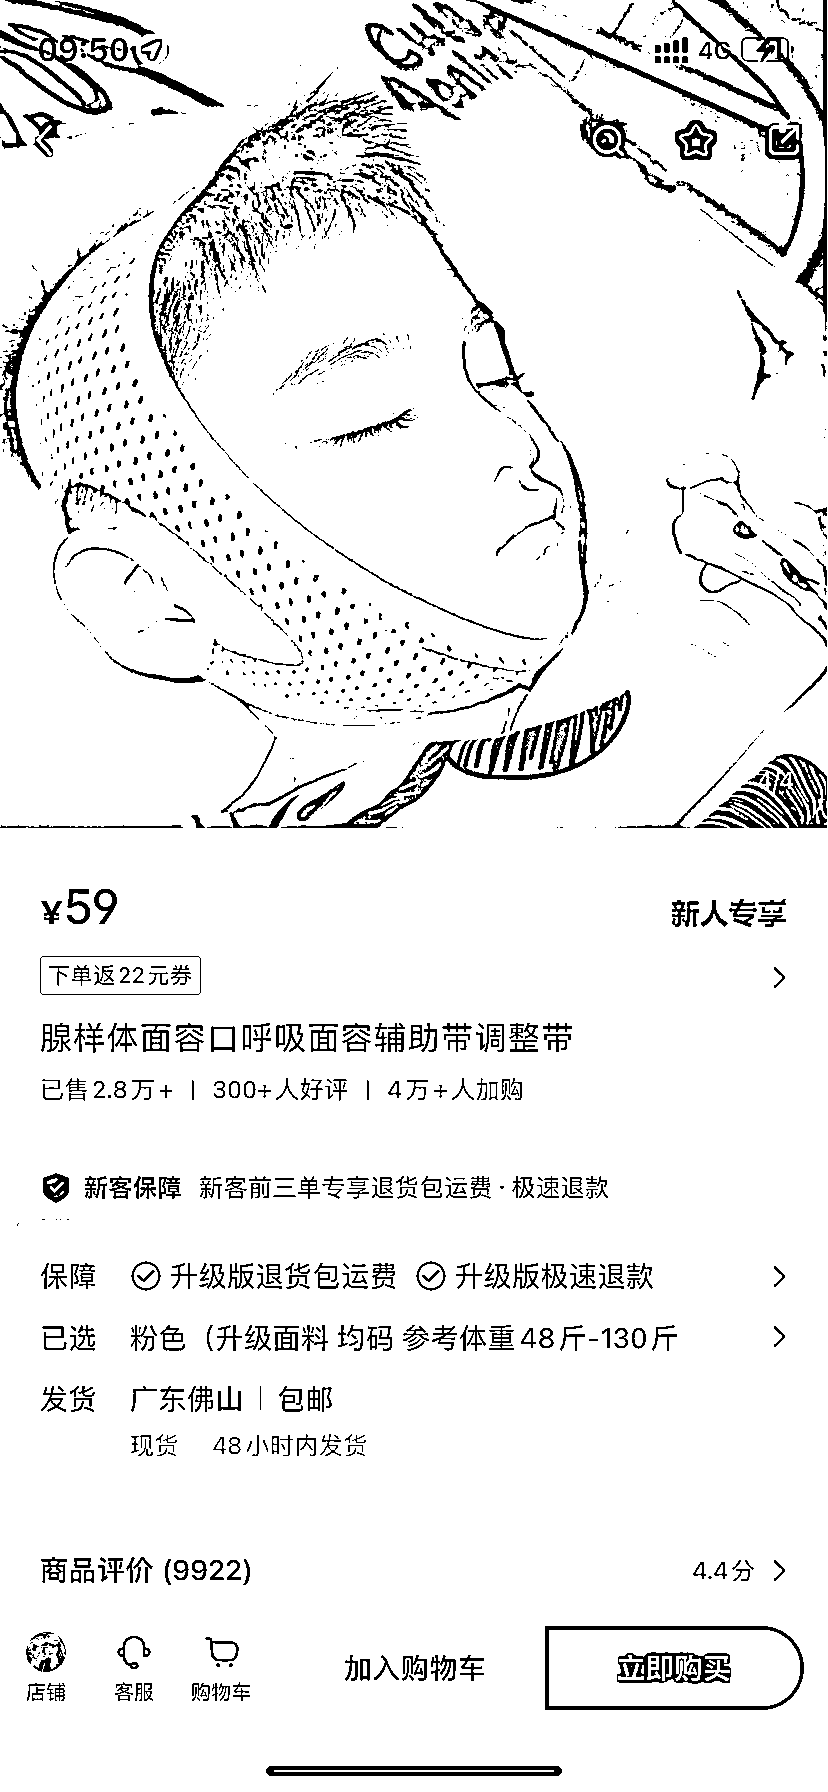 09:50
4G
¥59
新人专享
下单返22元券
腺样体面容口呼吸面容辅助带调整带
已售2.8万+ | 300+人好评 | 4万+人加购
新客保障 新客前三单专享退货包运费·极速退款
保障 升级版退货包运费 升级版极速退款
已选 粉色（升级面料 均码 参考体重48斤-130斤
发货 广东佛山 | 包邮
现货 48小时内发货
商品评价 (9922) 4.4分
店铺 客服 购物车 加入购物车 立即购买